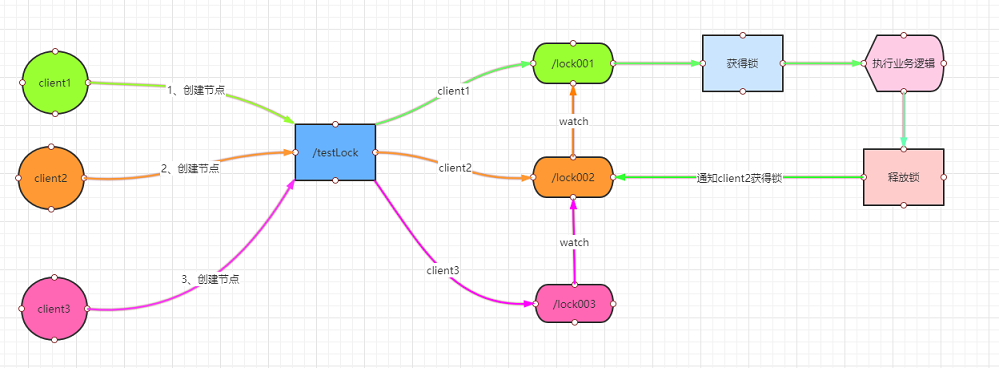 client1
1、创建节点
client2
2、创建节点
client3
3、创建节点
/testLock
client1
client2
client3
/lock001
watch
/lock002
watch
/lock003
获得锁
执行业务逻辑
通知client2获得锁
释放锁